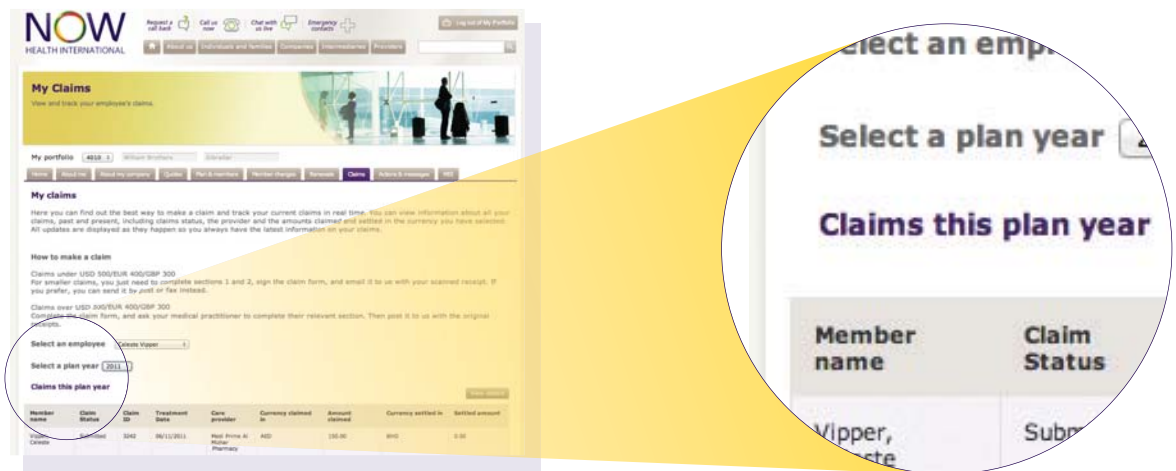 NOW
HEALTH INTERNATIONAL
Request a call back
Call us now
Chat with us live
Emergency contacts
Log out of My Portfolio
About us Individuals and families Companies Intermediaries Providers
My Claims
View and track your employee's claims.
My portfolio 4010 William Brothers Gibraltar
Home About me About my company Quotes Plan & members Member changes Renewals Claims Actions & messages
My claims
Here you can find out the best way to make a claim and track your current claims in real time. You can view information about all your
claims, past and present, including claims status, the provider and the amounts claimed and settled in the currency you have selected.
All updates are displayed as they happen so you always have the latest information on your claims.
How to make a claim
Claims under USD 500/EUR 400/GBP 300
For smaller claims, you just need to complete sections 1 and 2, sign the claim form, and email it to us with your scanned receipt. If
you prefer, you can send it by post or fax instead.
Claims over USD 500/EUR 400/GBP 300
Complete the claim form, and ask your medical practitioner to complete their relevant section. Then post it to us with the original
receipts.
Select an employee Celeste Vipper
Select a plan year 2011
Claims this plan year
Member name Claim Status Claim ID Treatment Date Care provider Currency claimed in Amount claimed Currency settled in Settled amount
Vipper, Celeste Submitted 3242 06/11/2011 Med Prime Al Pharmacy AED 150.00 BHD 0.00
Select an emp
Select a plan year 2
Claims this plan year
Member name
Claim Status
Vipper,
Subm